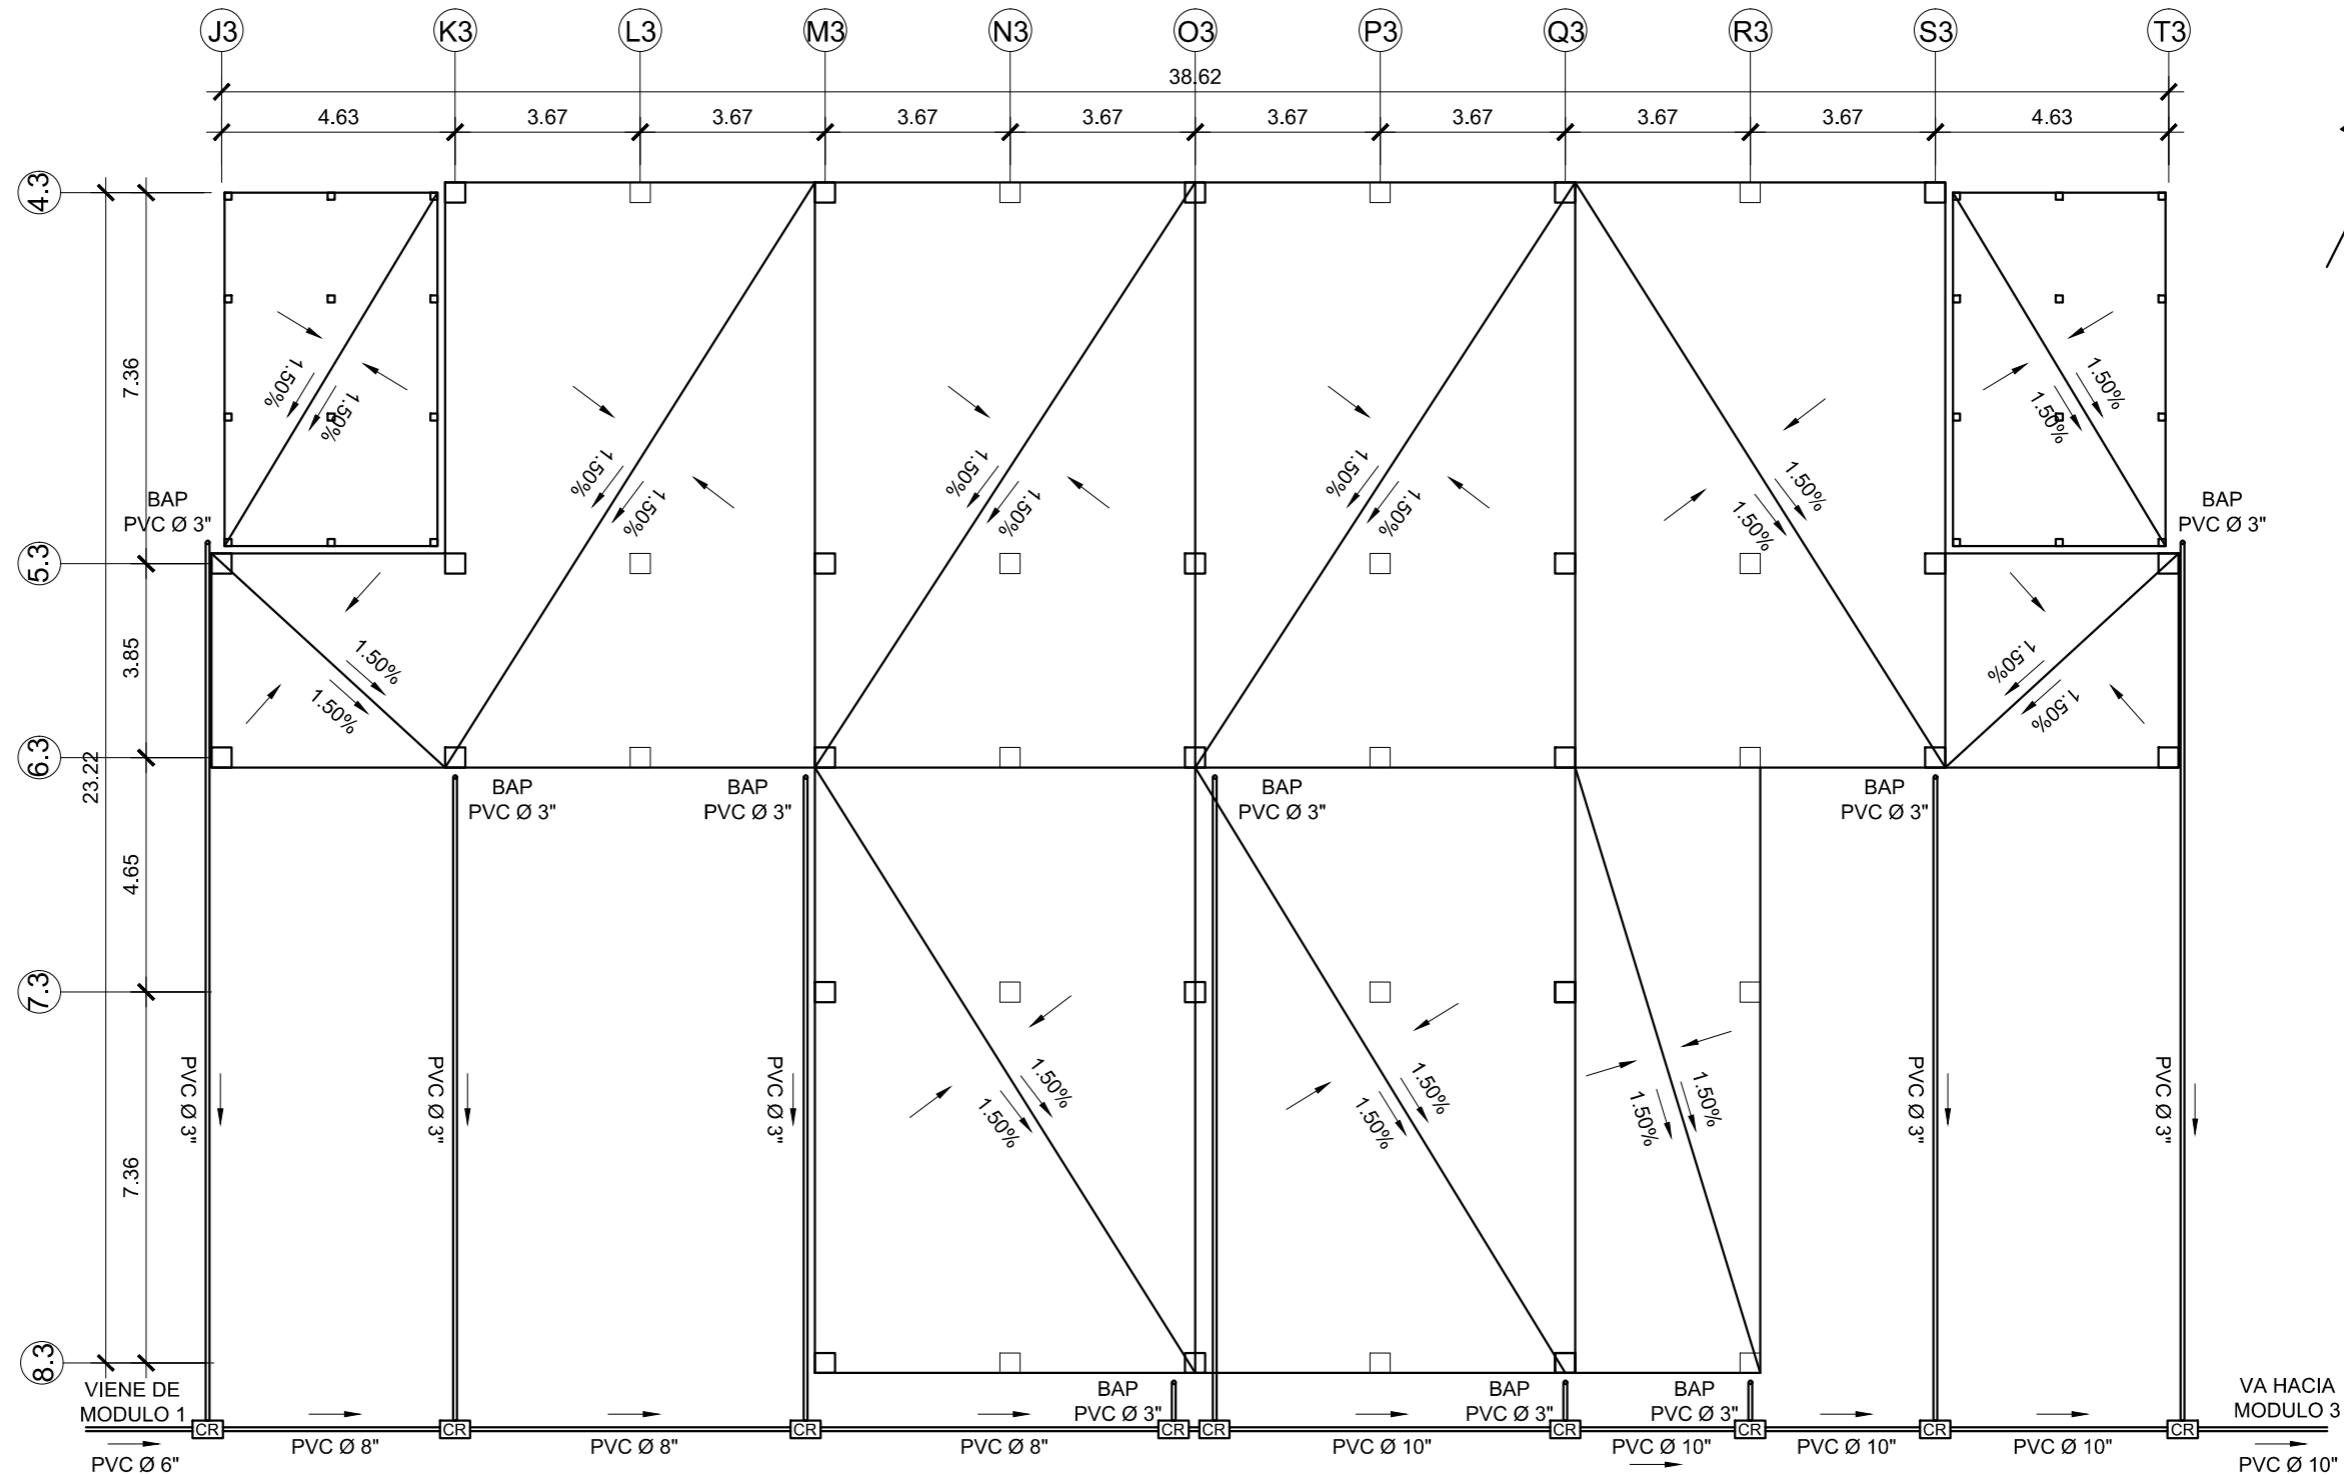 J3 K3 L3 M3 N3 O3 P3 Q3 R3 S3 T3
38.62
4.63 3.67 3.67 3.67 3.67 3.67 3.67 3.67 3.67 4.63
4.3
7.36
1.50% 1.50%
1.50% 1.50%
1.50% 1.50%
1.50% 1.50%
1.50% 1.50%
1.50% 1.50%
BAP
PVC Ø 3"
BAP
PVC Ø 3"
5.3
3.85
1.50%
1.50%
1.50%
1.50%
6.3
23.22
BAP
PVC Ø 3"
BAP
PVC Ø 3"
BAP
PVC Ø 3"
BAP
PVC Ø 3"
4.65
7.3
PVC Ø 3"
PVC Ø 3"
PVC Ø 3"
1.50%
1.50%
1.50%
1.50%
1.50%
1.50%
PVC Ø 3"
PVC Ø 3"
7.36
8.3
VIENE DE
MODULO 1
BAP
PVC Ø 3"
BAP
PVC Ø 3"
BAP
PVC Ø 3"
VA HACIA
MODULO 3
CR CR CR CR CR CR CR CR CR
PVC Ø 6"
PVC Ø 8"
PVC Ø 8"
PVC Ø 8"
PVC Ø 10"
PVC Ø 10"
PVC Ø 10"
PVC Ø 10"
PVC Ø 10"